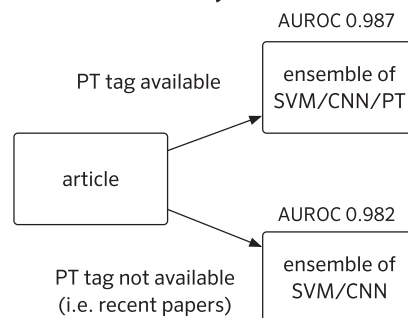 AUROC 0.987
PT tag available
ensemble of
SVM/CNN/PT
article
AUROC 0.982
PT tag not available
(i.e. recent papers)
ensemble of
SVM/CNN